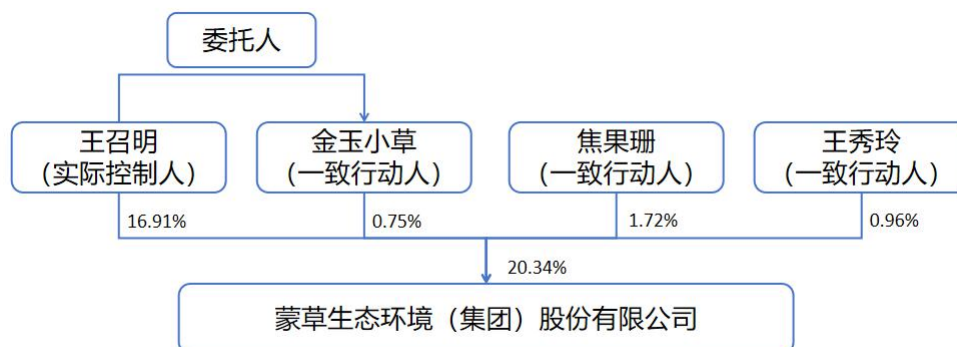 委托人
王召明
（实际控制人）
金玉小草
（一致行动人）
焦果珊
（一致行动人）
王秀玲
（一致行动人）
16.91%
0.75%
1.72%
0.96%
20.34%
蒙草生态环境（集团）股份有限公司